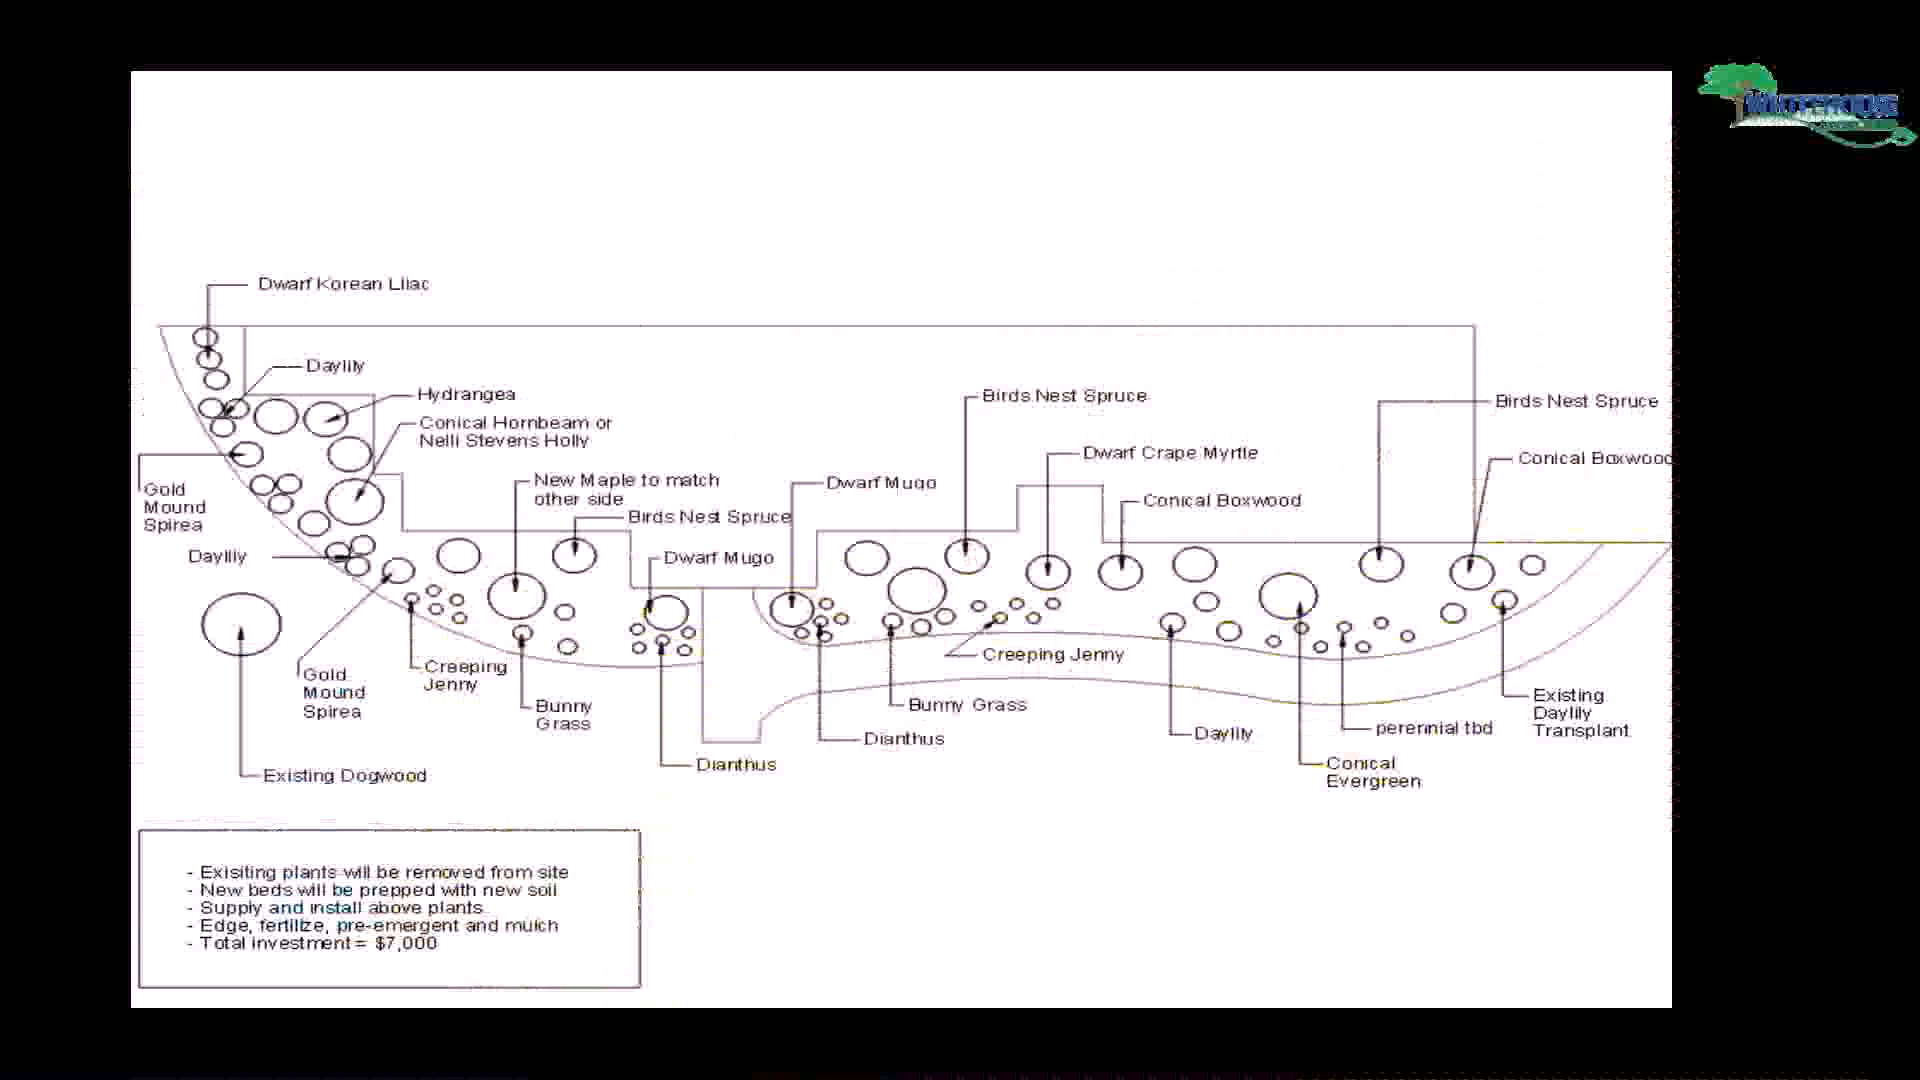 WHITEHOUSE
Dwarf Korean Lilac
Daylily
Hydrangea
Conical Hornbeam or
Nelli Stevens Holly
Gold
Mound
Spirea
New Maple to match
other side
Birds Nest Spruce
Dwarf Mugo
Dwarf Mugo
Birds Nest Spruce
Dwarf Crape Myrtle
Conical Boxwood
Birds Nest Spruce
Conical Boxwood
Daylily
Gold
Mound
Spirea
Creeping
Jenny
Bunny
Grass
Dianthus
Existing Dogwood
Creeping Jenny
Bunny Grass
Dianthus
Daylily
perennial tbd
Conical
Evergreen
Existing
Daylily
Transplant
- Exisiting plants will be removed from site
- New beds will be prepped with new soil
- Supply and install above plants
- Edge, fertilize, pre-emergent and mulch
- Total investment = $7,000